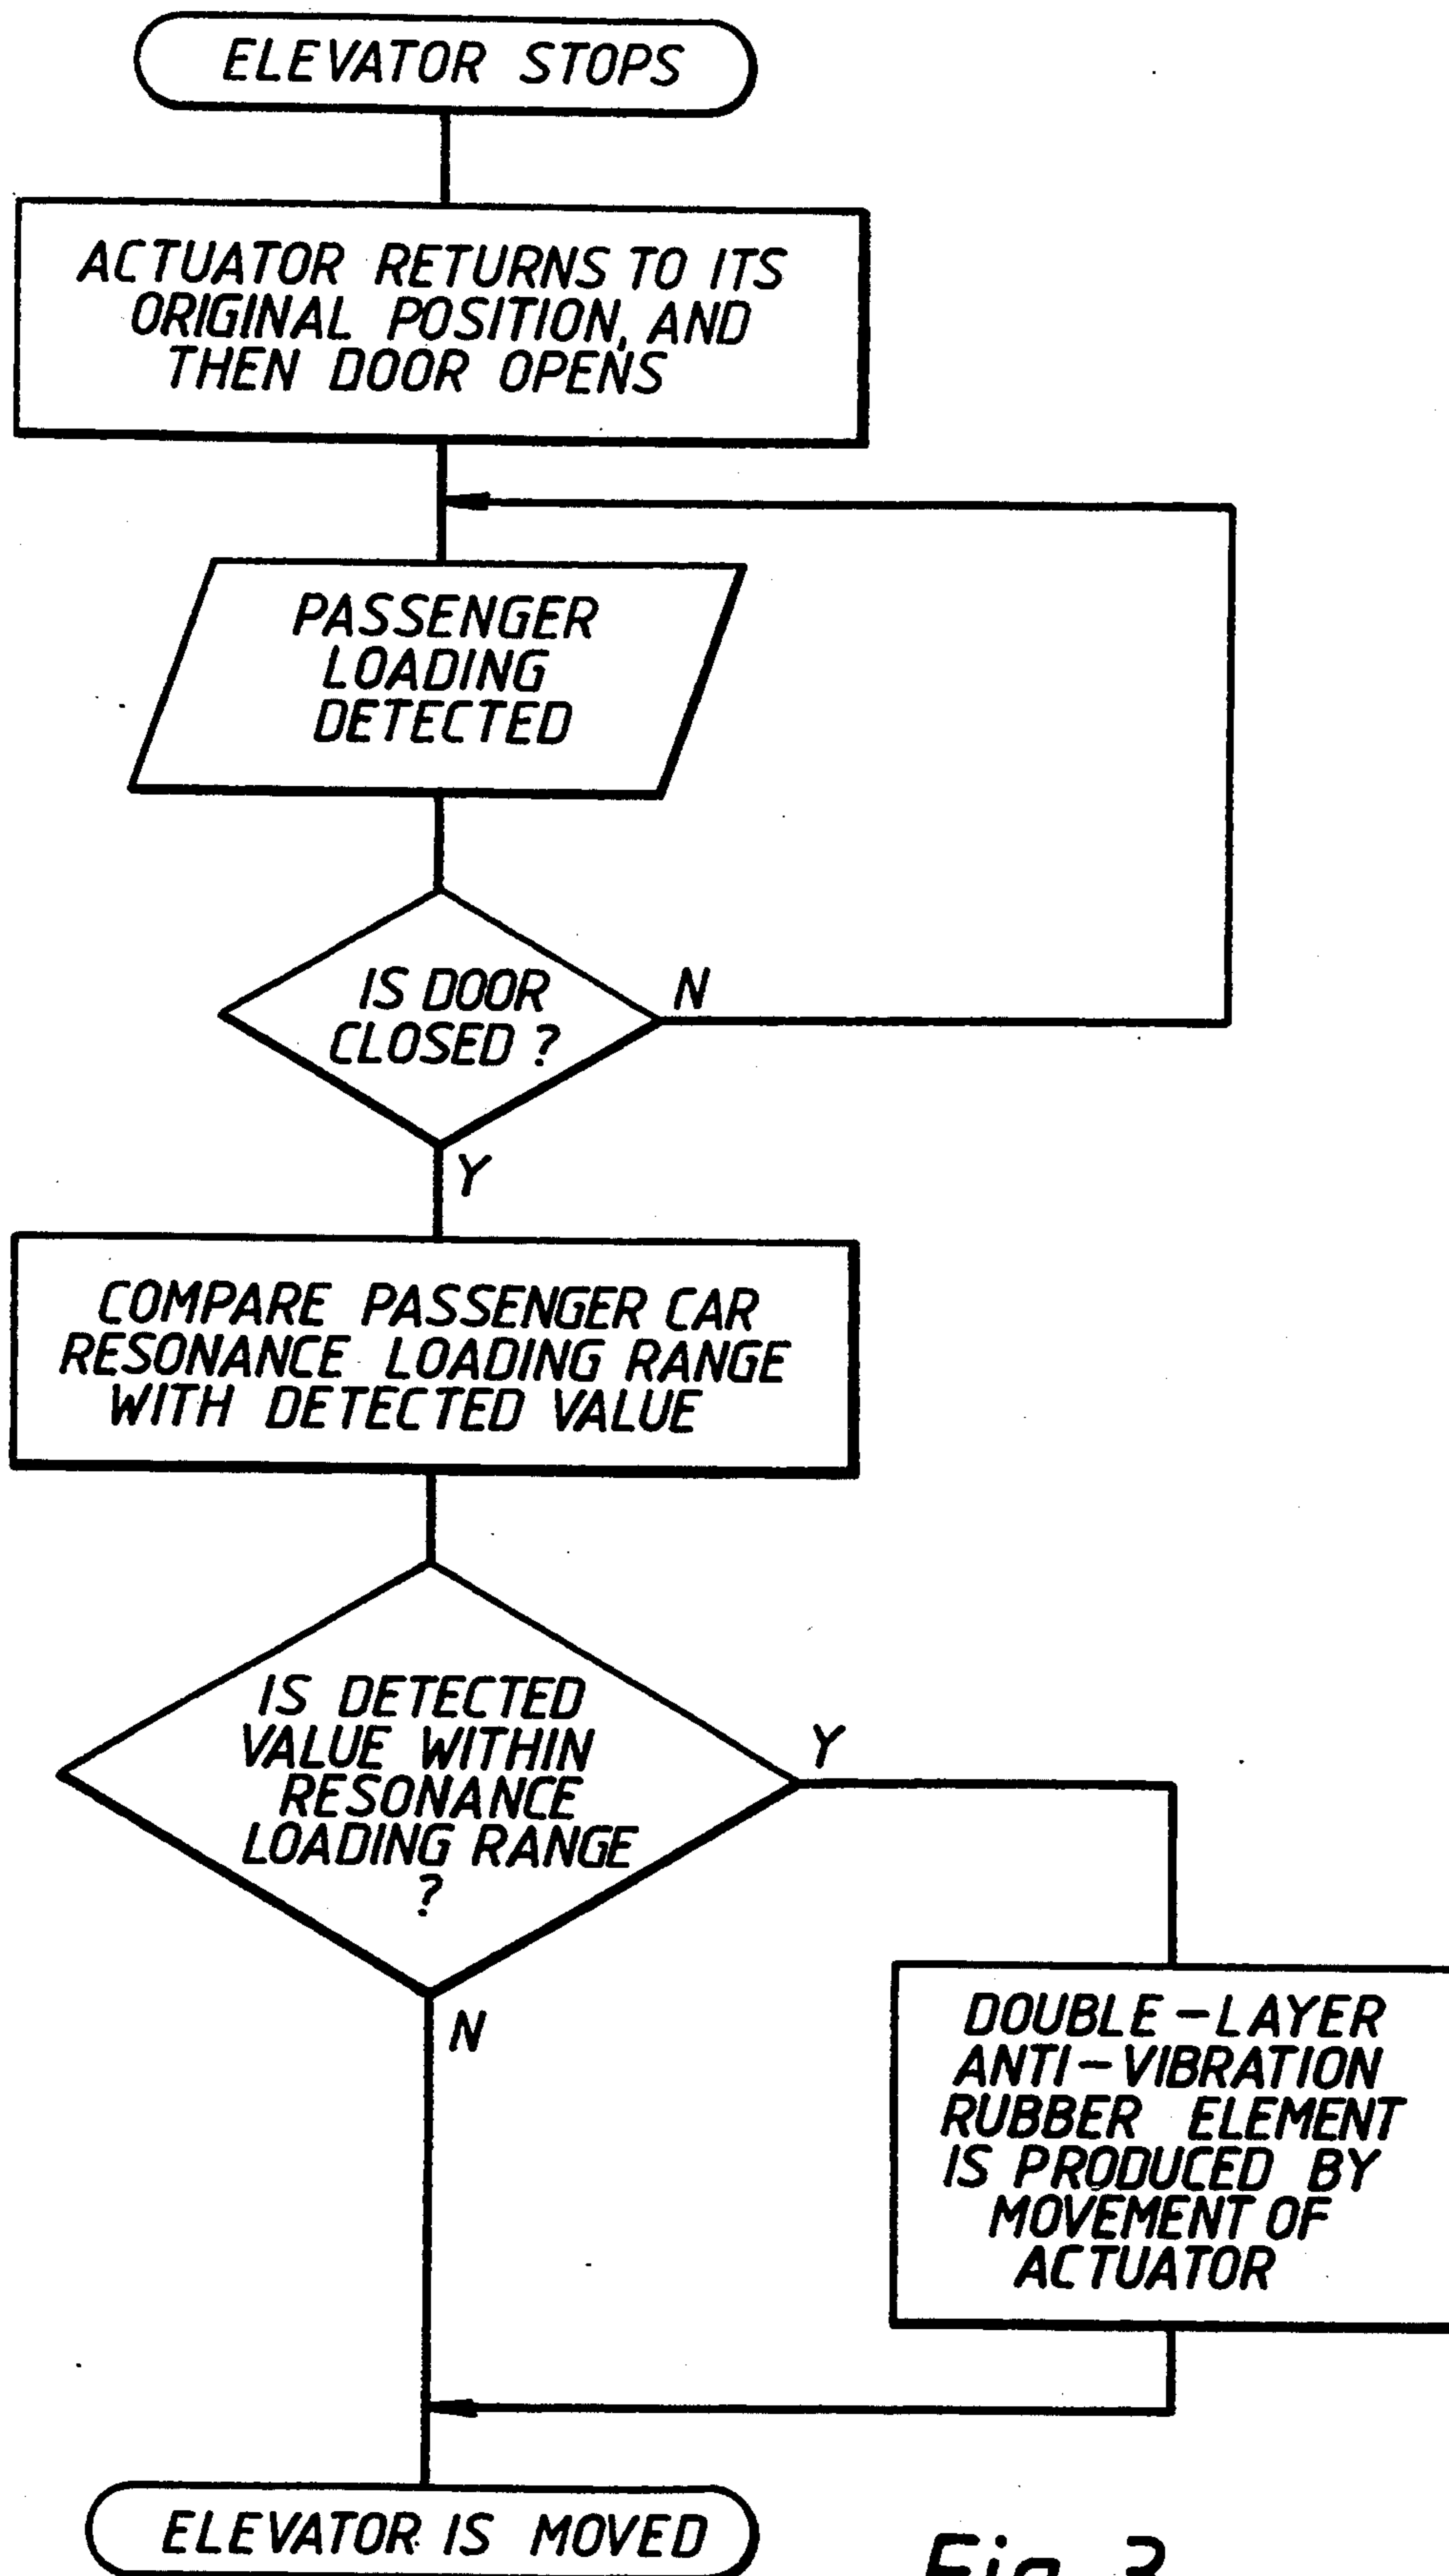 ELEVATOR STOPS
ACTUATOR RETURNS TO ITS
ORIGINAL POSITION, AND
THEN DOOR OPENS
PASSENGER
LOADING
DETECTED
IS DOOR
CLOSED ?
N
Y
COMPARE PASSENGER CAR
RESONANCE LOADING RANGE
WITH DETECTED VALUE
IS DETECTED
VALUE WITHIN
RESONANCE
LOADING RANGE
?
Y
N
DOUBLE-LAYER
ANTI-VIBRATION
RUBBER ELEMENT
IS PRODUCED BY
MOVEMENT OF
ACTUATOR
ELEVATOR IS MOVED
Fig. 3